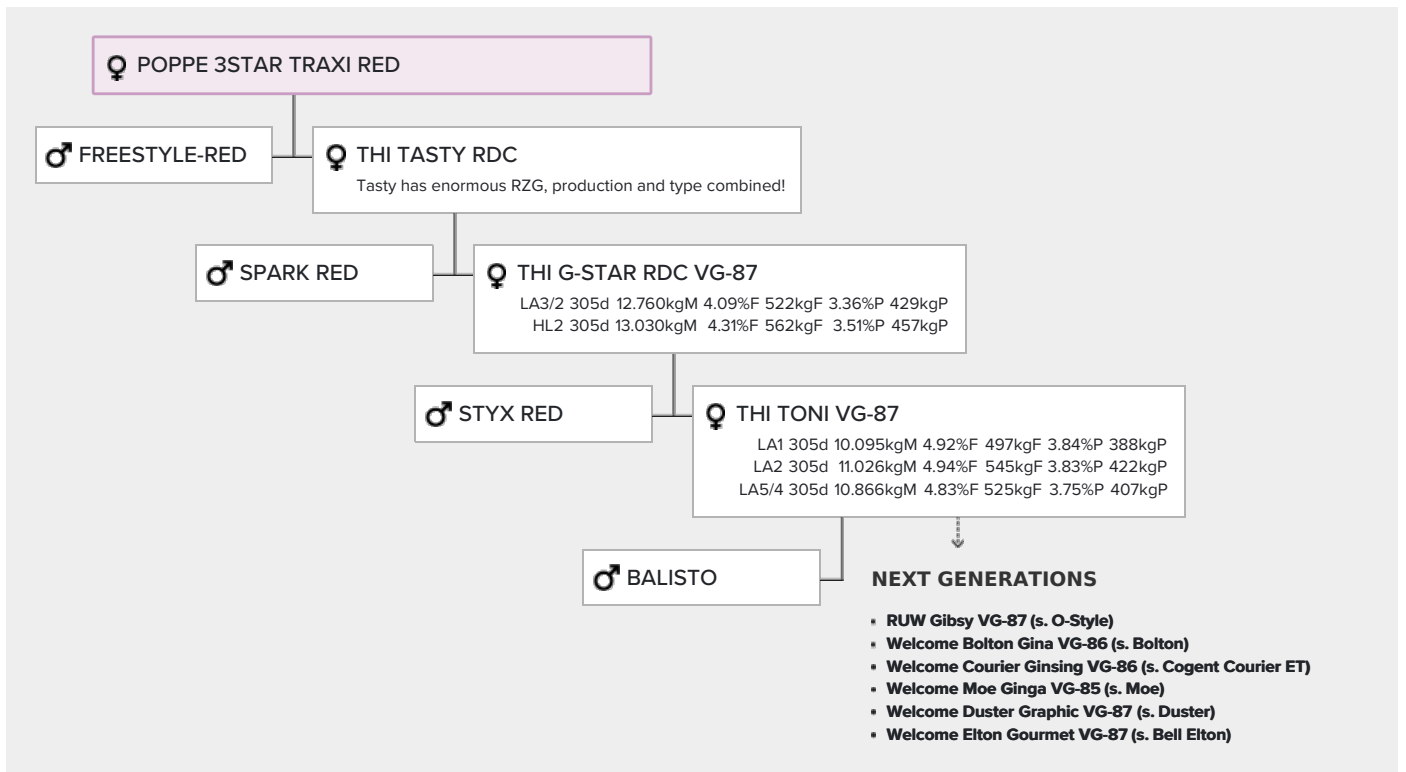 POPPE 3STAR TRAXI RED
FREESTYLE-RED
THI TASTY RDC
Tasty has enormous RZG, production and type combined!
SPARK RED
THI G-STAR RDC VG-87
LA3/2 305d 12.760kgM 4.09%F 522kgF 3.36%P 429kgP
HL2 305d 13.030kgM 4.31%F 562kgF 3.51%P 457kgP
STYX RED
THI TONI VG-87
LA1 305d 10.095kgM 4.92%F 497kgF 3.84%P 388kgP
LA2 305d 11.026kgM 4.94%F 545kgF 3.83%P 422kgP
LA5/4 305d 10.866kgM 4.83%F 525kgF 3.75%P 407kgP
BALISTO
NEXT GENERATIONS
RUW Gibsy VG-87 (s. O-Style)
Welcome Bolton Gina VG-86 (s. Bolton)
Welcome Courier Ginsing VG-86 (s. Cogent Courier ET)
Welcome Moe Ginga VG-85 (s. Moe)
Welcome Duster Graphic VG-87 (s. Duster)
Welcome Elton Gourmet VG-87 (s. Bell Elton)